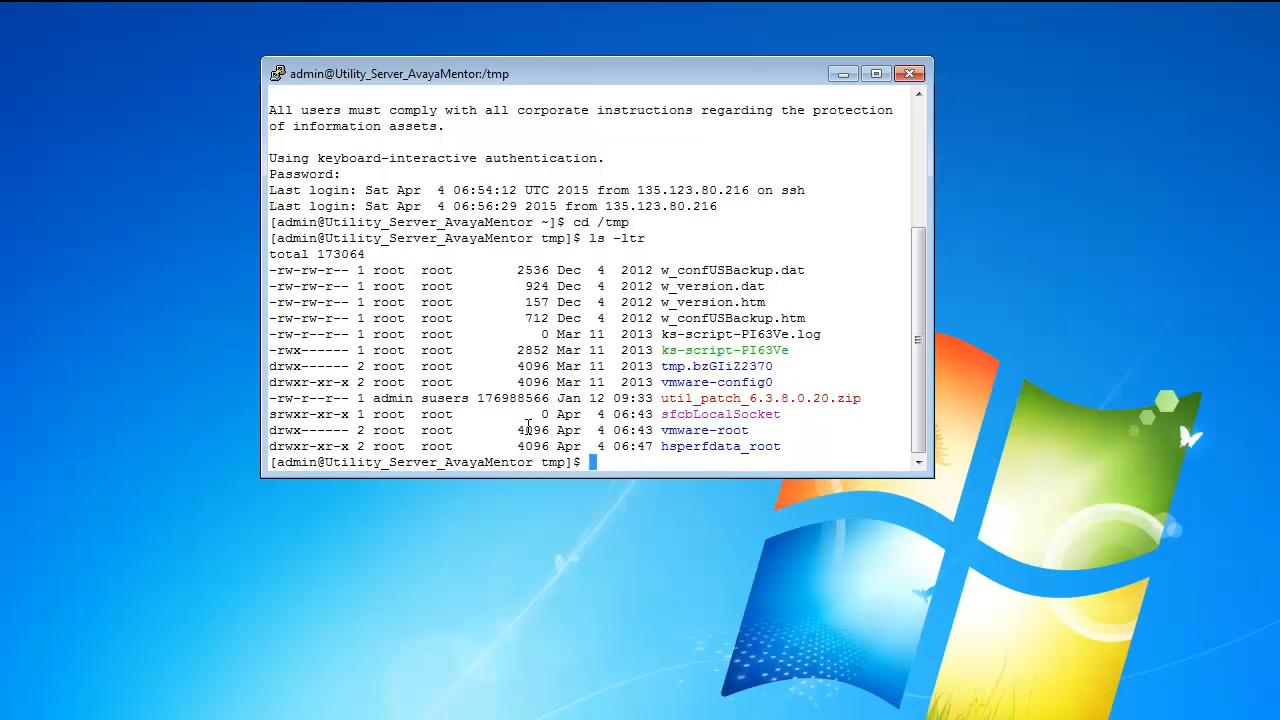 admin@Utility_Server_AvayaMentor:/tmp
All users must comply with all corporate instructions regarding the protection
of information assets.
Using keyboard-interactive authentication.
Password:
Last login: Sat Apr  4 06:54:12 UTC 2015 from 135.123.80.216 on ssh
Last login: Sat Apr  4 06:56:29 2015 from 135.123.80.216
[admin@Utility_Server_AvayaMentor ~]$ cd /tmp
[admin@Utility_Server_AvayaMentor tmp]$ ls -ltr
total 173064
-rw-rw-r-- 1 root  root        2536 Dec  4  2012 w_confUSBackup.dat
-rw-rw-r-- 1 root  root         924 Dec  4  2012 w_version.dat
-rw-rw-r-- 1 root  root         157 Dec  4  2012 w_version.htm
-rw-rw-r-- 1 root  root         712 Dec  4  2012 w_confUSBackup.htm
-rw-r--r-- 1 root  root           0 Mar 11  2013 ks-script-PI63Ve.log
-rwx------ 1 root  root        2852 Mar 11  2013 ks-script-PI63Ve
drwx------ 2 root  root        4096 Mar 11  2013 tmp.bzGIiZ2370
drwxr-xr-x 2 root  root        4096 Mar 11  2013 vmware-config0
-rw-r--r-- 1 admin susers 176988566 Jan 12 09:33 util_patch_6.3.8.0.20.zip
srwxr-xr-x 1 root  root           0 Apr  4 06:43 sfcbLocalSocket
drwx------ 2 root  root        4096 Apr  4 06:43 vmware-root
drwxr-xr-x 2 root  root        4096 Apr  4 06:47 hsperfdata_root
[admin@Utility_Server_AvayaMentor tmp]$